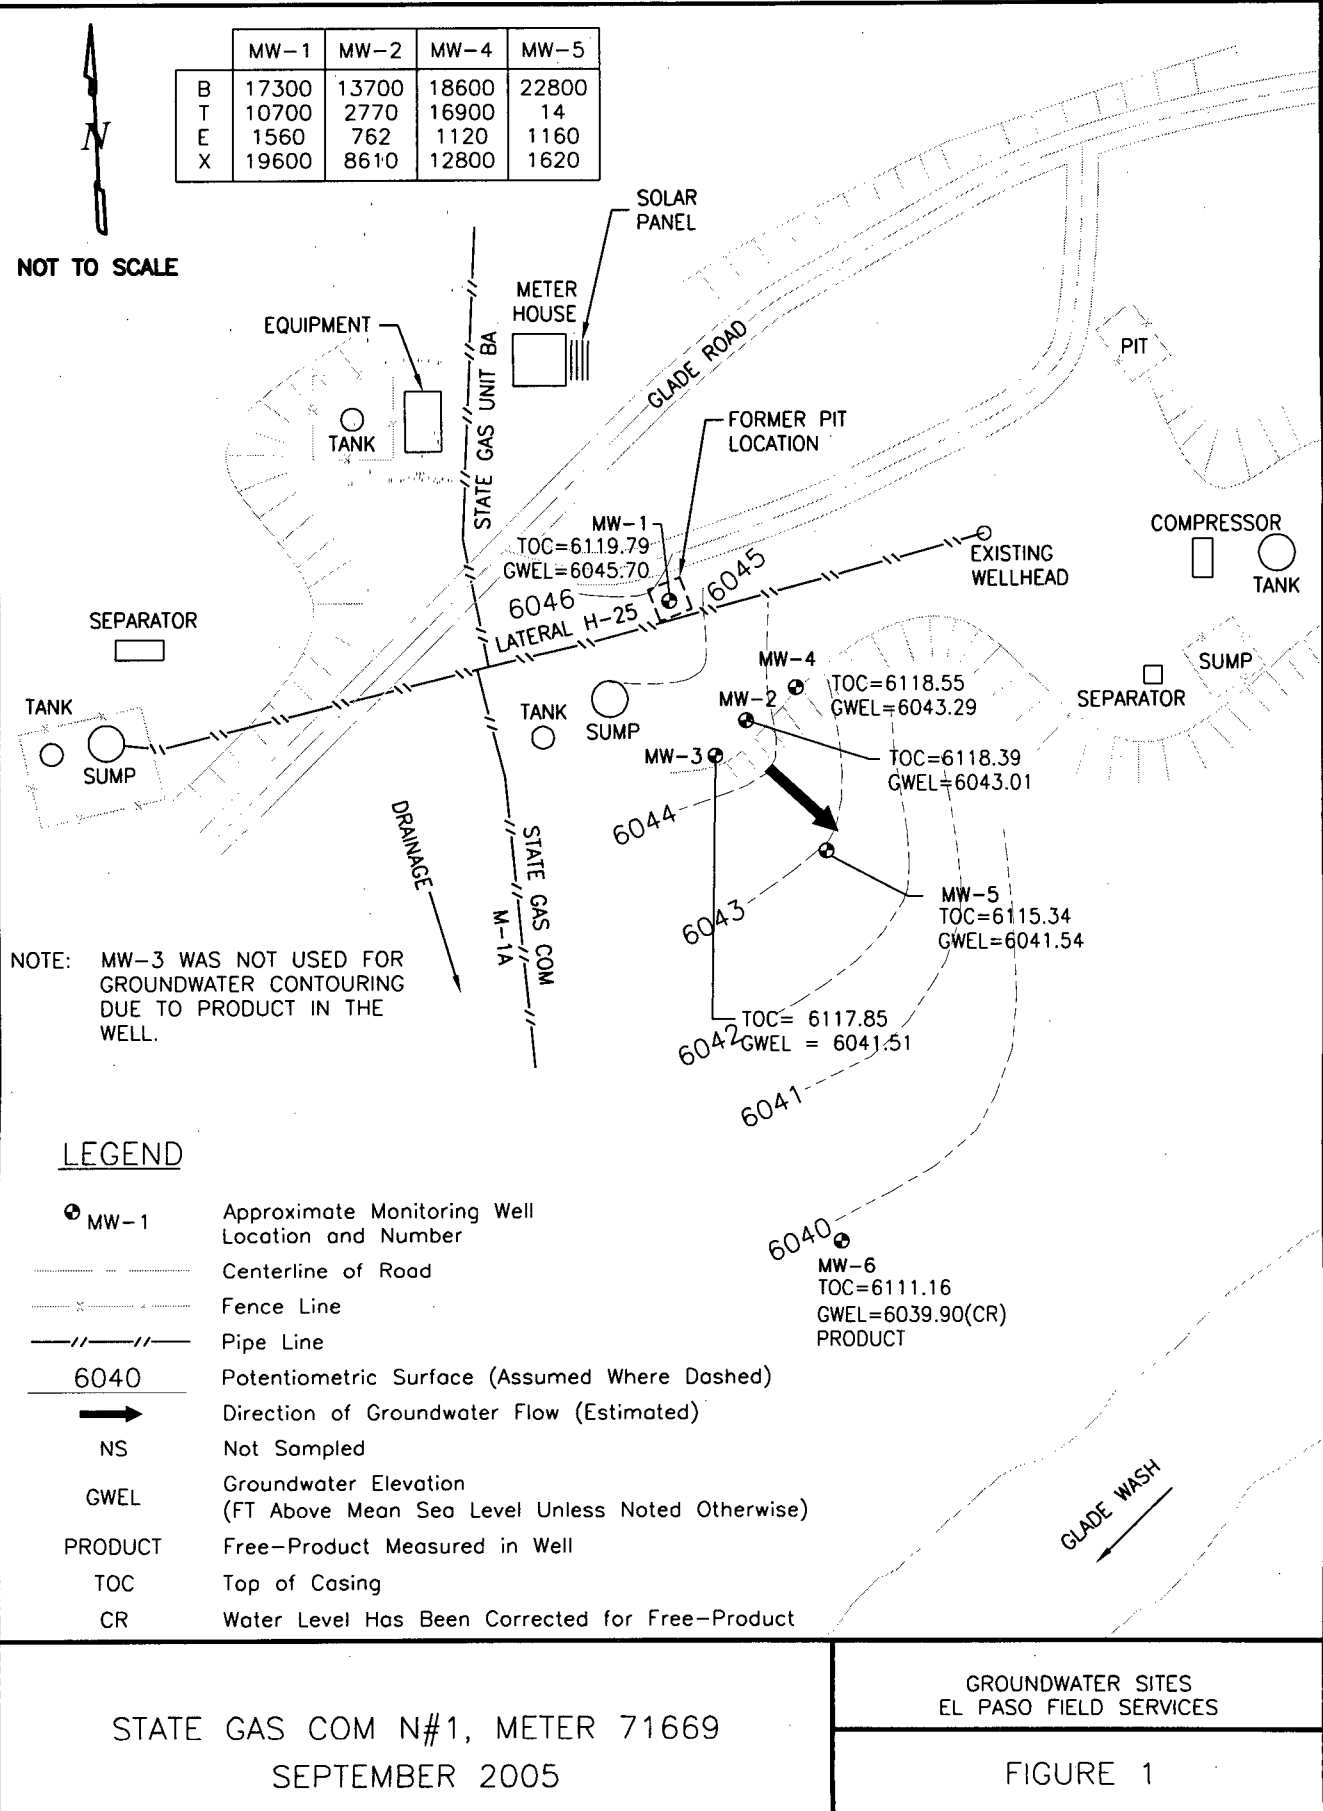 MW-1 MW-2 MW-4 MW-5
B 17300 13700 18600 22800
T 10700 2770 16900 14
E 1560 762 1120 1160
X 19600 8610 12800 1620
N
NOT TO SCALE
SOLAR
PANEL
METER
HOUSE
EQUIPMENT
TANK
STATE GAS UNIT BA
GLADE ROAD
PIT
FORMER PIT
LOCATION
MW-1
TOC=6119.79
GWEL=6045.70
6046
6045
LATERAL H-25
EXISTING
WELLHEAD
COMPRESSOR
TANK
SEPARATOR
SUMP
SEPARATOR
TANK
SUMP
TANK
SUMP
MW-4
TOC=6118.55
GWEL=6043.29
MW-2
TOC=6118.39
GWEL=6043.01
MW-3
6044
DRAINAGE
STATE GAS COM
M-1A
6043
MW-5
TOC=6115.34
GWEL=6041.54
NOTE: MW-3 WAS NOT USED FOR
GROUNDWATER CONTOURING
DUE TO PRODUCT IN THE
WELL.
TOC= 6117.85
GWEL = 6041.51
6042
6041
6040
MW-6
TOC=6111.16
GWEL=6039.90(CR)
PRODUCT
GLADE WASH
LEGEND
MW-1 Approximate Monitoring Well
Location and Number
Centerline of Road
Fence Line
Pipe Line
6040 Potentiometric Surface (Assumed Where Dashed)
Direction of Groundwater Flow (Estimated)
NS Not Sampled
GWEL Groundwater Elevation
(FT Above Mean Sea Level Unless Noted Otherwise)
PRODUCT Free-Product Measured in Well
TOC Top of Casing
CR Water Level Has Been Corrected for Free-Product
STATE GAS COM N#1, METER 71669
SEPTEMBER 2005
GROUNDWATER SITES
EL PASO FIELD SERVICES
FIGURE 1